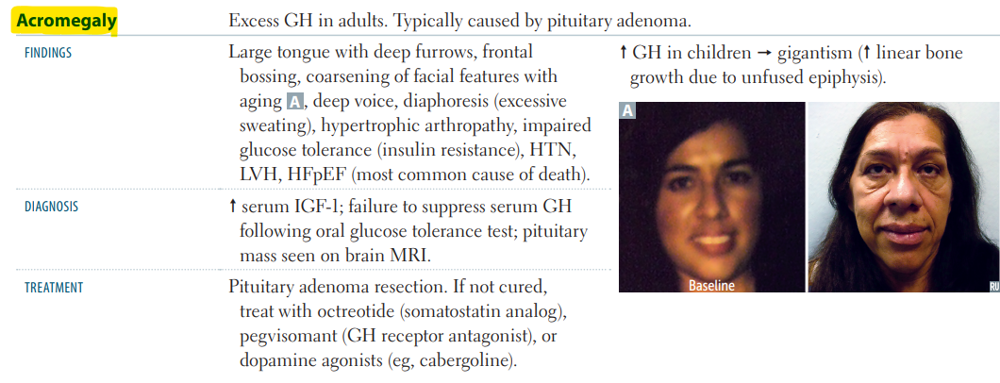 Acromegaly
Excess GH in adults. Typically caused by pituitary adenoma.
FINDINGS
Large tongue with deep furrows, frontal
bossing, coarsening of facial features with
aging A, deep voice, diaphoresis (excessive
sweating), hypertrophic arthropathy, impaired
glucose tolerance (insulin resistance), HTN,
LVH, HFpEF (most common cause of death).
↑ GH in children → gigantism (↑ linear bone
growth due to unfused epiphysis).
A
Baseline
RU
DIAGNOSIS
↑ serum IGF-1; failure to suppress serum GH
following oral glucose tolerance test; pituitary
mass seen on brain MRI.
TREATMENT
Pituitary adenoma resection. If not cured,
treat with octreotide (somatostatin analog),
pegvisomant (GH receptor antagonist), or
dopamine agonists (eg, cabergoline).